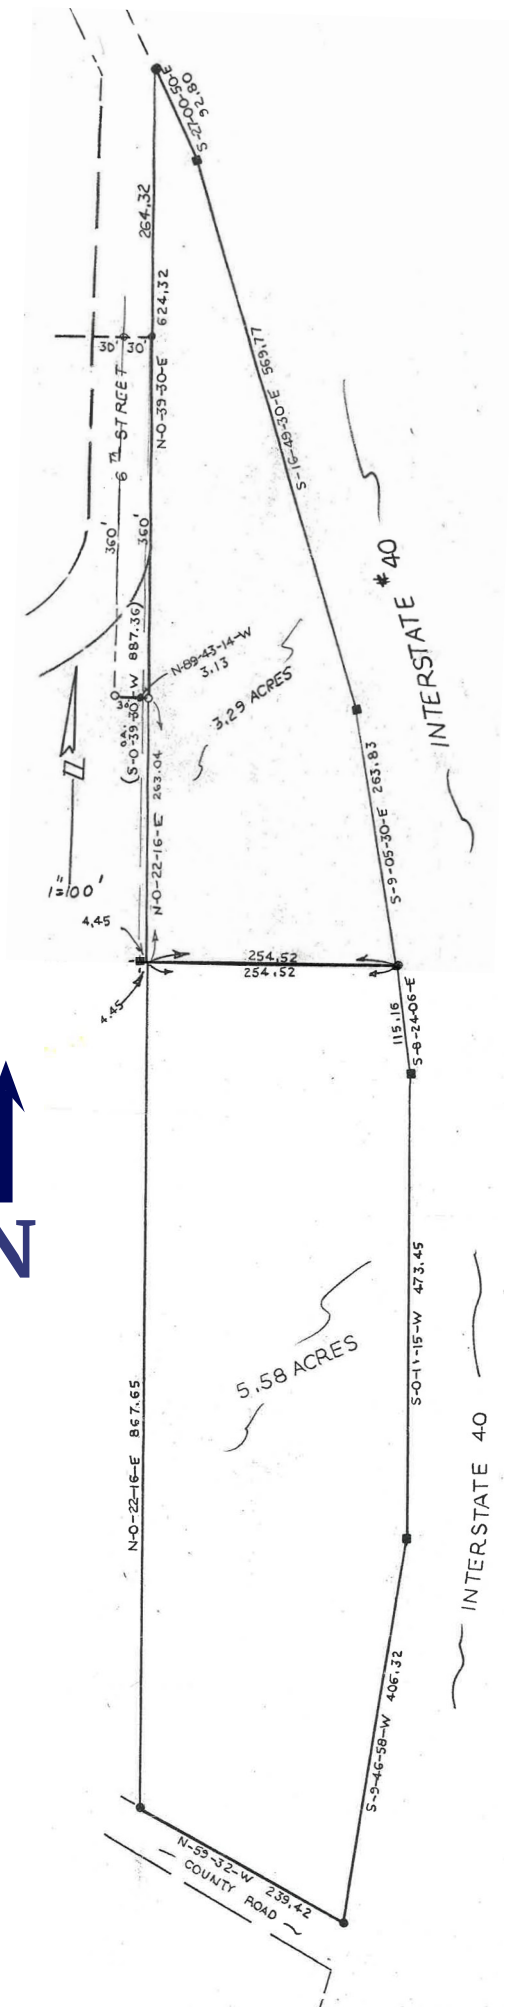 S-27-00-50-E
92.80
264.32
N-0-39-30-E 624.32
30' 30'
6TH STREET
S-16-49-30-E 569.77
360'
360'
INTERSTATE #40
N-89-43-14-W
3.13
30'
(S-0-39-30-W 887.36)
O.A.
3.29 ACRES
N-0-22-16-E 263.04
S-9-05-30-E 263.83
1"=100'
4.45
254.52
254.52
4.45
115.16
S-8-24-06-E
N
S-0-11-15-W 473.45
5.58 ACRES
N-0-22-16-E 867.65
INTERSTATE 40
S-9-46-58-W 406.32
N-59-32-W 239.42
COUNTY ROAD